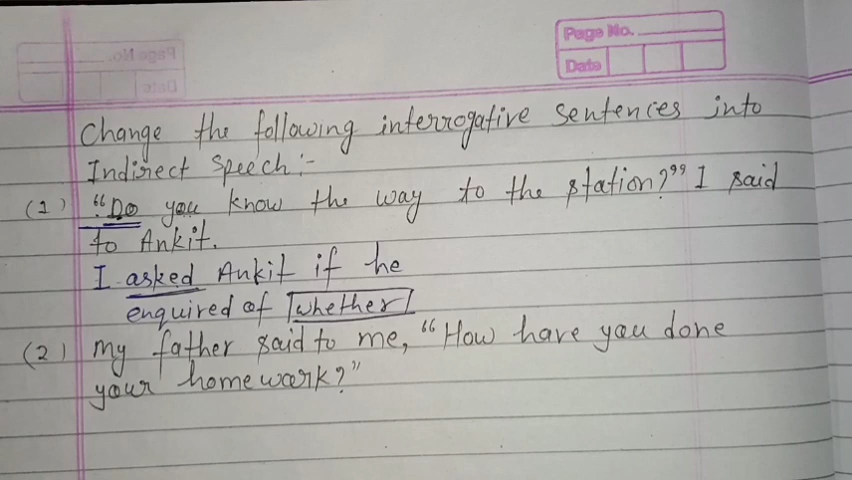 Page No.
Date
Change the following interrogative sentences into
Indirect Speech:-
(1) "Do you know the way to the station?" I said
to Ankit.
I asked Ankit if he
enquired of whether
(2) My father said to me, "How have you done
your homework?"